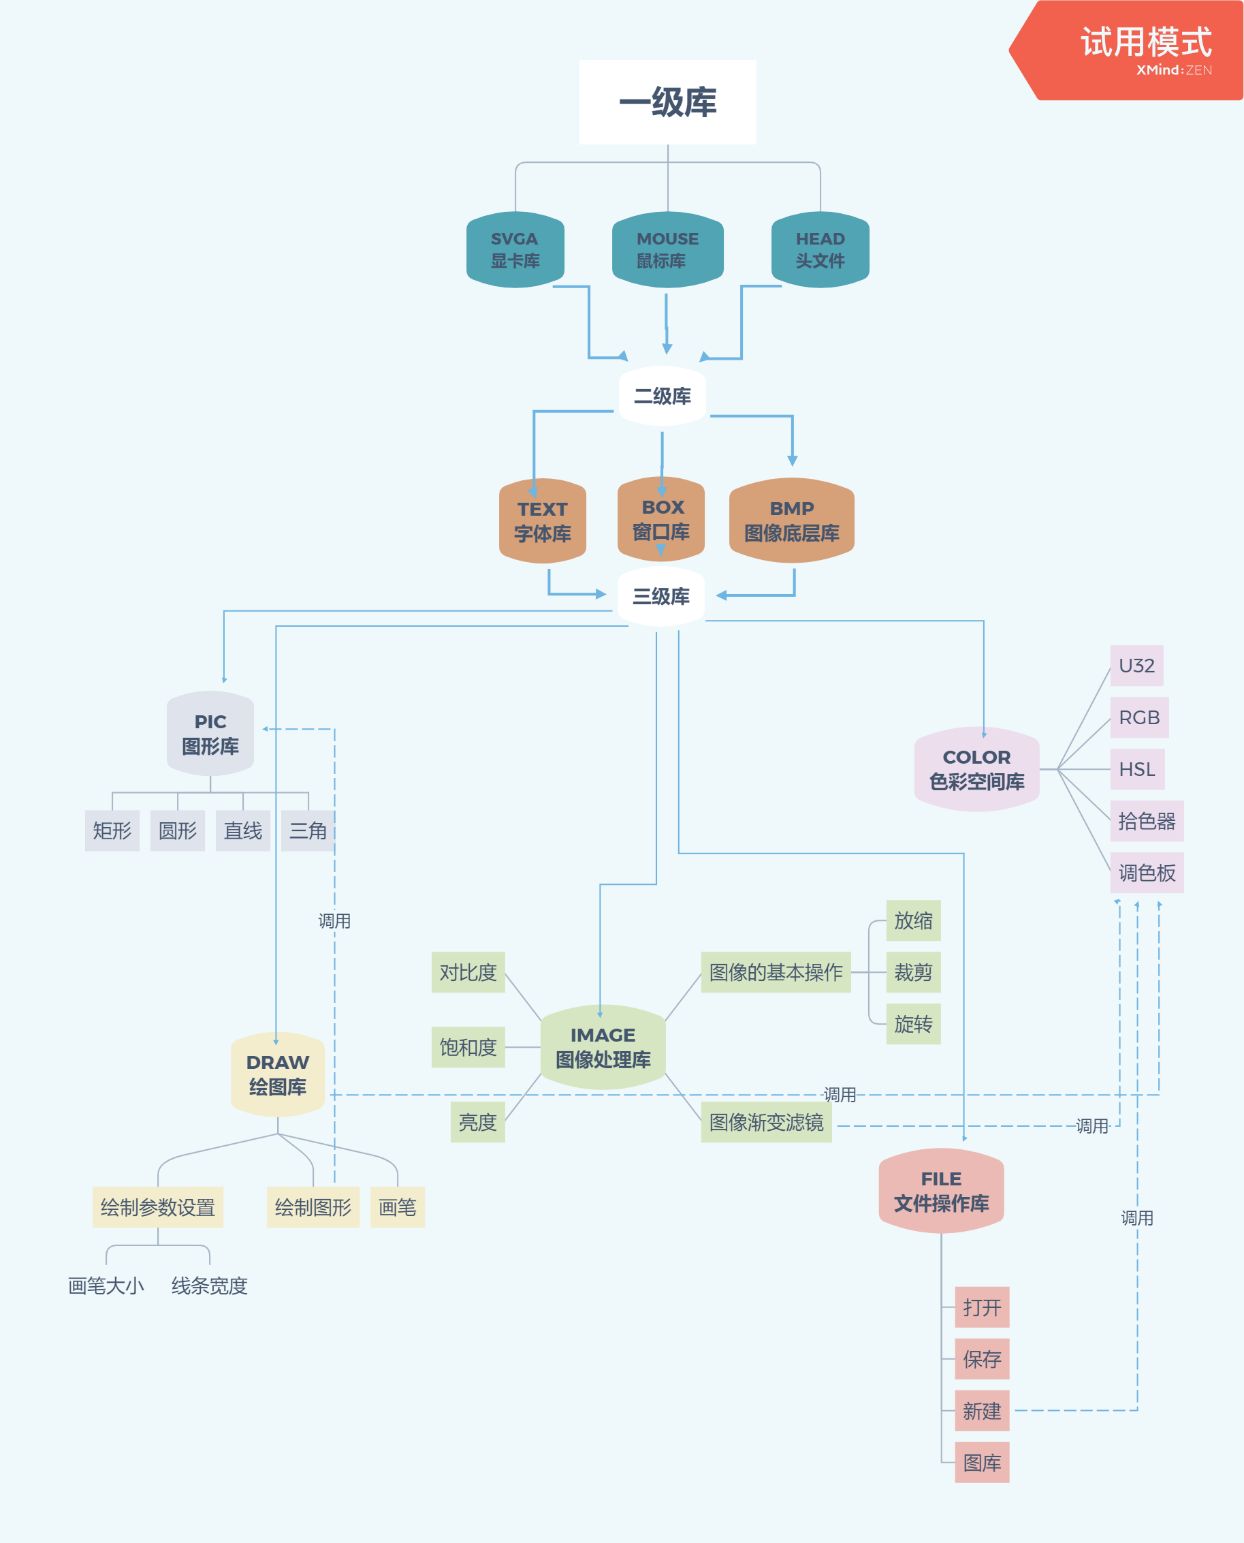 试用模式
XMind:ZEN
一级库
SVGA
显卡库
MOUSE
鼠标库
HEAD
头文件
二级库
TEXT
字体库
BOX
窗口库
BMP
图像底层库
三级库
PIC
图形库
矩形
圆形
直线
三角
调用
COLOR
色彩空间库
U32
RGB
HSL
拾色器
调色板
IMAGE
图像处理库
对比度
饱和度
亮度
图像的基本操作
放缩
裁剪
旋转
图像渐变滤镜
调用
调用
DRAW
绘图库
绘制参数设置
绘制图形
画笔
画笔大小
线条宽度
FILE
文件操作库
调用
打开
保存
新建
图库